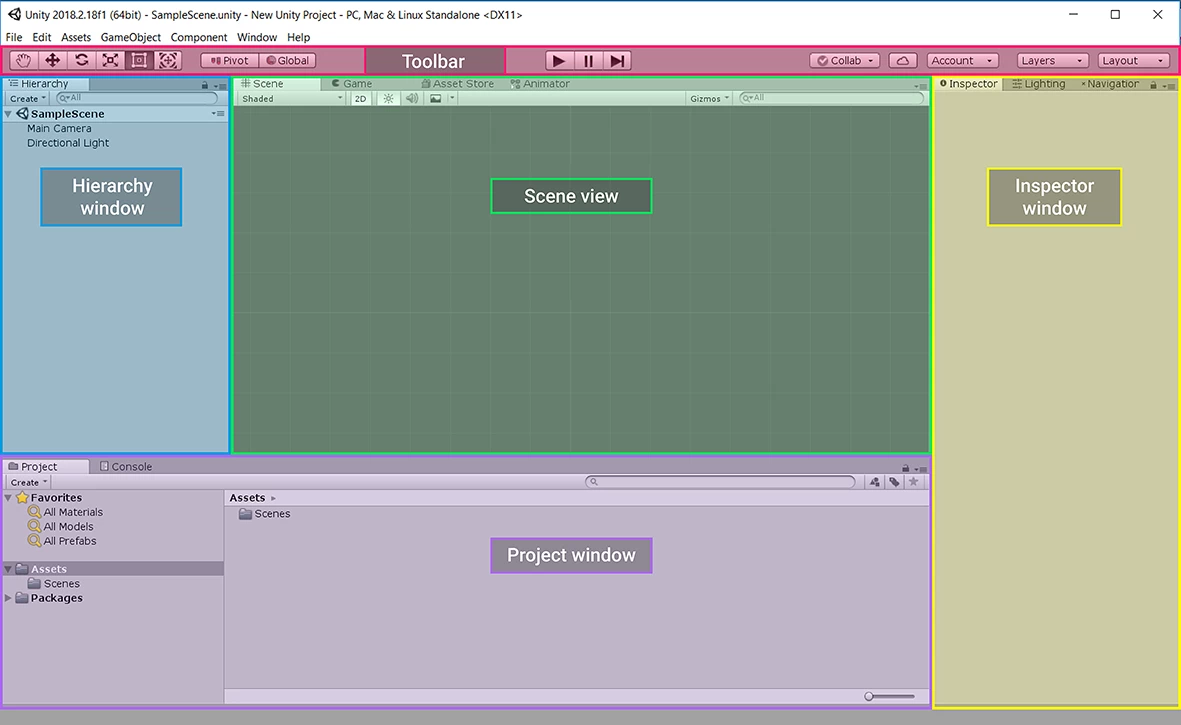 Unity 2018.2.18f1 (64bit) - SampleScene.unity - New Unity Project - PC, Mac & Linux Standalone <DX11>
File Edit Assets GameObject Component Window Help
Pivot Global Toolbar Collab Account Layers Layout
Hierarchy
Create All
SampleScene
Main Camera
Directional Light
Hierarchy
window
Scene Game Asset Store Animator
Shaded 2D Gizmos All
Scene view
Inspector Lighting Navigation
Inspector
window
Project Console
Create
Favorites
All Materials
All Models
All Prefabs
Assets
Scenes
Packages
Assets
Scenes
Project window